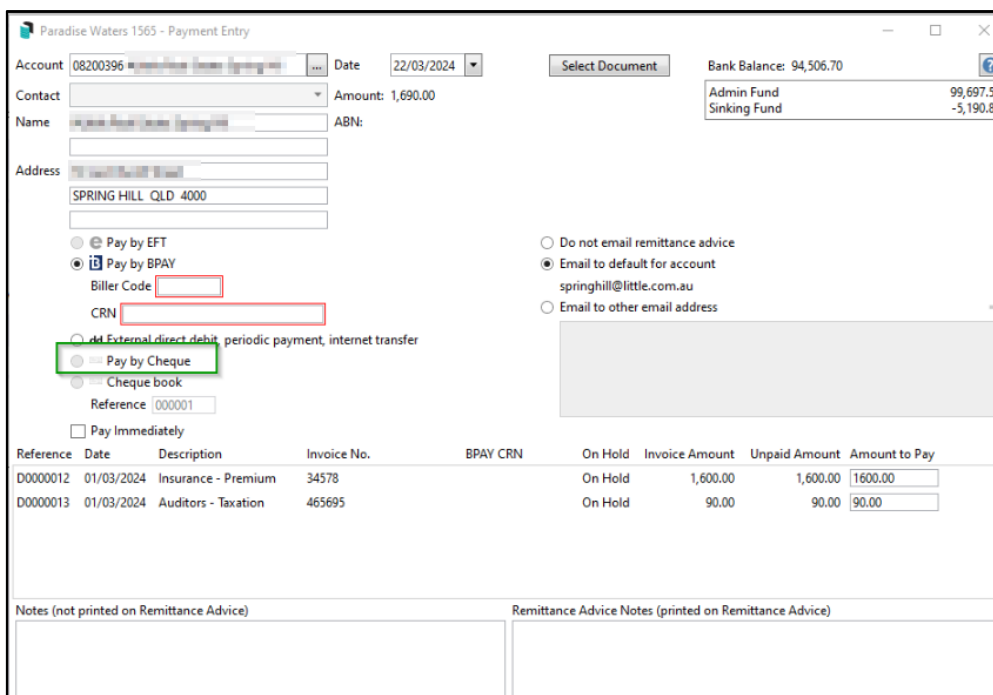 Paradise Waters 1565 - Payment Entry
Account 08200396 ... Date 22/03/2024 Select Document Bank Balance: 94,506.70
Contact Amount: 1,690.00 Admin Fund 99,697.5
Name ABN: Sinking Fund -5,190.8
Address
SPRING HILL QLD 4000
Pay by EFT Do not email remittance advice
Pay by BPAY Email to default for account
Biller Code springhill@little.com.au
CRN Email to other email address
dd External direct debit, periodic payment, internet transfer
Pay by Cheque
Cheque book
Reference 000001
Pay Immediately
Reference Date Description Invoice No. BPAY CRN On Hold Invoice Amount Unpaid Amount Amount to Pay
D0000012 01/03/2024 Insurance - Premium 34578 On Hold 1,600.00 1,600.00 1600.00
D0000013 01/03/2024 Auditors - Taxation 465695 On Hold 90.00 90.00 90.00
Notes (not printed on Remittance Advice) Remittance Advice Notes (printed on Remittance Advice)